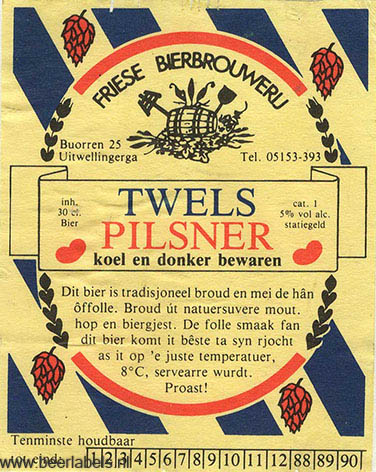 FRIESE BIERBROUWERIJ
Buorren 25
Uitwellingerga
Tel. 05153-393
inh.
30 cl.
Bier
TWELS
PILSNER
cat. 1
5% vol alc.
statiegeld
koel en donker bewaren
Dit bier is tradisjoneel broud en mei de hân
ôffolle. Broud út natuersuvere mout.
hop en biergjest. De folle smaak fan
dit bier komt it bêste ta syn rjocht
as it op 'e juste temperatuer,
8°C, servearre wurdt.
Proast!
Tenminste houdbaar
tot einde: 1 2 3 4 5 6 7 8 9 10 11 12 87 88 89 90
www.beerlabels.nl